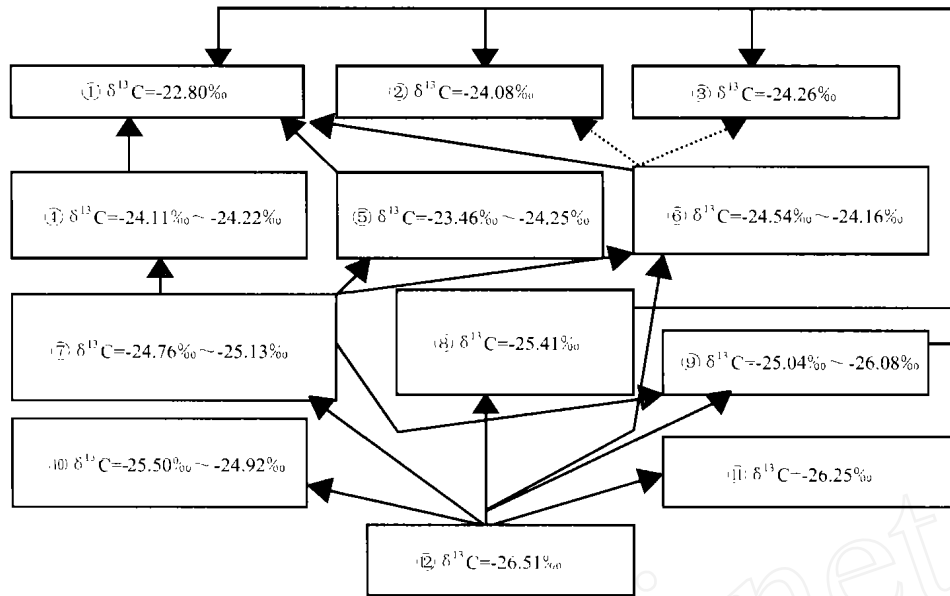 ① δ¹³C=-22.80‰
② δ¹³C=-24.08‰
③ δ¹³C=-24.26‰
④ δ¹³C=-24.11‰～-24.22‰
⑤ δ¹³C=-23.46‰～-24.25‰
⑥ δ¹³C=-24.54‰～-24.16‰
⑦ δ¹³C=-24.76‰～-25.13‰
⑧ δ¹³C=-25.41‰
⑨ δ¹³C=-25.04‰～-26.08‰
⑩ δ¹³C=-25.50‰～-24.92‰
⑪ δ¹³C=-26.25‰
⑫ δ¹³C=-26.51‰